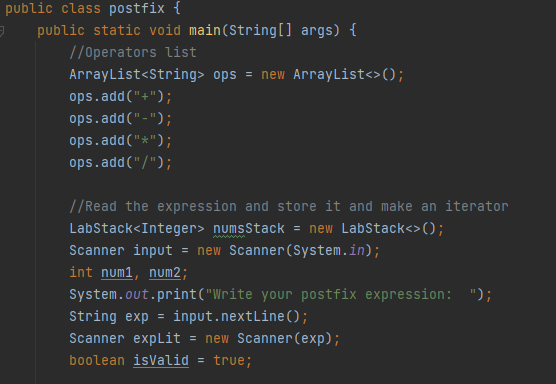 public class postfix {
    public static void main(String[] args) {
        //Operators list
        ArrayList<String> ops = new ArrayList<>();
        ops.add("+");
        ops.add("-");
        ops.add("*");
        ops.add("/");

        //Read the expression and store it and make an iterator
        LabStack<Integer> numsStack = new LabStack<>();
        Scanner input = new Scanner(System.in);
        int num1, num2;
        System.out.print("Write your postfix expression:  ");
        String exp = input.nextLine();
        Scanner expLit = new Scanner(exp);
        boolean isValid = true;